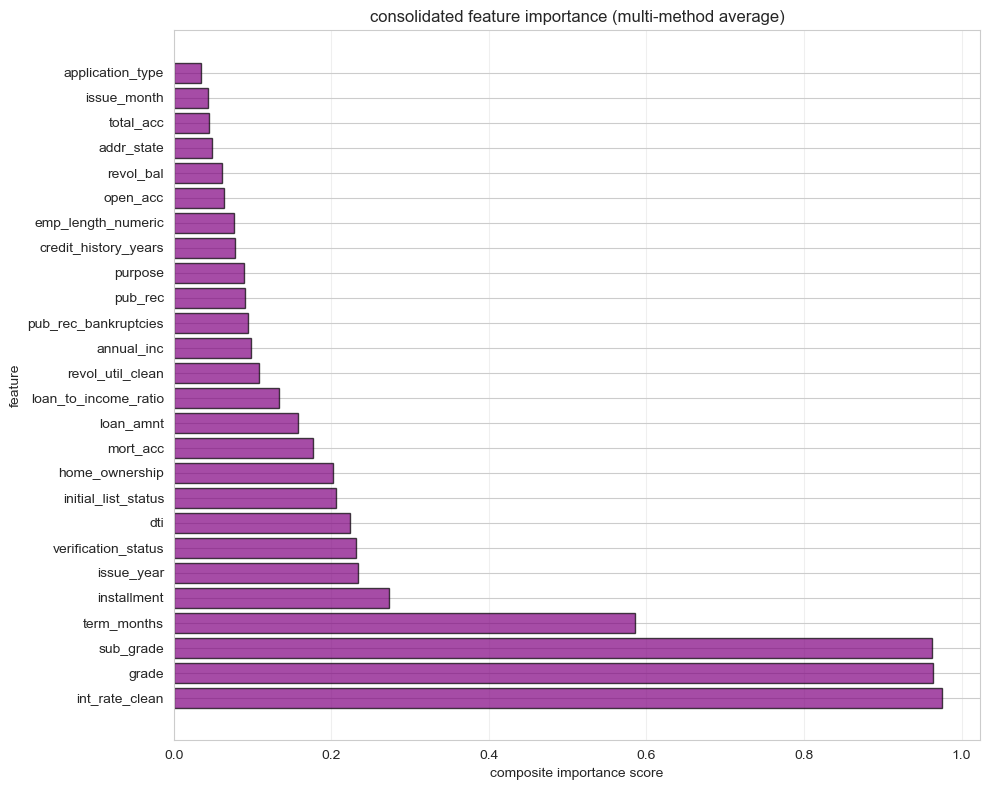 consolidated feature importance (multi-method average)
application_type
issue_month
total_acc
addr_state
revol_bal
open_acc
emp_length_numeric
credit_history_years
purpose
pub_rec
pub_rec_bankruptcies
annual_inc
revol_util_clean
loan_to_income_ratio
loan_amnt
mort_acc
home_ownership
initial_list_status
dti
verification_status
issue_year
installment
term_months
sub_grade
grade
int_rate_clean
feature
0.0 0.2 0.4 0.6 0.8 1.0
composite importance score